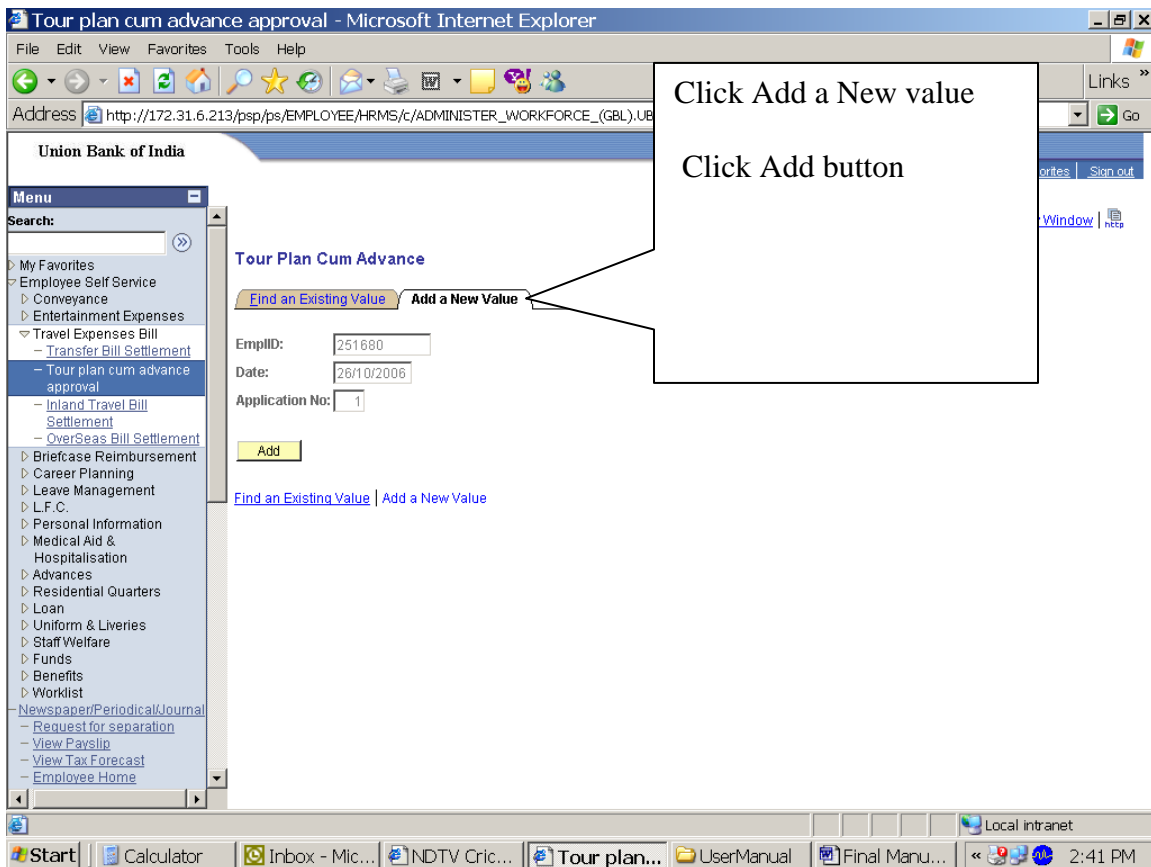 Tour plan cum advance approval - Microsoft Internet Explorer
File Edit View Favorites Tools Help
Links »
Address http://172.31.6.213/psp/ps/EMPLOYEE/HRMS/c/ADMINISTER_WORKFORCE_(GBL).UB
Go
Click Add a New value
Click Add button
Union Bank of India
Sign out
Menu
Search:
Window
http
My Favorites
Employee Self Service
Conveyance
Entertainment Expenses
Travel Expenses Bill
– Transfer Bill Settlement
– Tour plan cum advance
approval
– Inland Travel Bill
Settlement
– OverSeas Bill Settlement
Briefcase Reimbursement
Career Planning
Leave Management
L.F.C.
Personal Information
Medical Aid &
Hospitalisation
Advances
Residential Quarters
Loan
Uniform & Liveries
Staff Welfare
Funds
Benefits
Worklist
– Newspaper/Periodical/Journal
– Request for separation
– View Payslip
– View Tax Forecast
– Employee Home
Tour Plan Cum Advance
Find an Existing Value Add a New Value
EmplID: 251680
Date: 26/10/2006
Application No: 1
Add
Find an Existing Value | Add a New Value
Local intranet
Start Calculator Inbox - Mic... NDTV Cric... Tour plan... UserManual Final Manu... « 2:41 PM